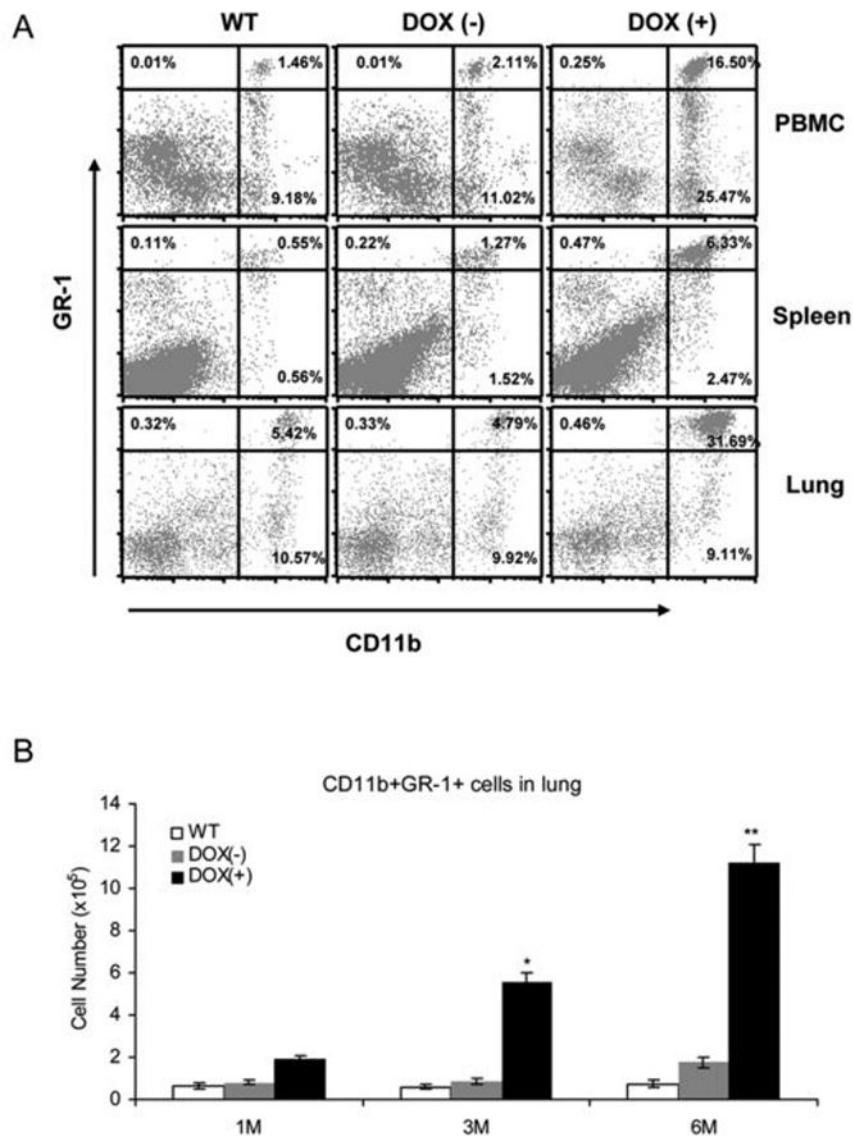 A
WT DOX (-) DOX (+)
0.01% 1.46% 0.01% 2.11% 0.25% 16.50%
PBMC
9.18% 11.02% 25.47%
0.11% 0.55% 0.22% 1.27% 0.47% 6.33%
Spleen
0.56% 1.52% 2.47%
0.32% 5.42% 0.33% 4.79% 0.46% 31.69%
Lung
10.57% 9.92% 9.11%
GR-1
CD11b
B
CD11b+GR-1+ cells in lung
14
12
10
8
6
4
2
0
Cell Number (x10⁵)
WT
DOX(-)
DOX(+)
*
**
1M 3M 6M